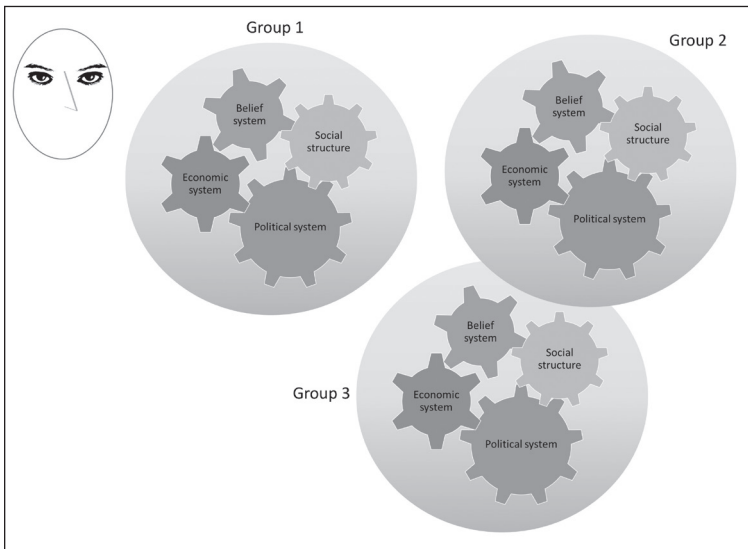 Group 1
Belief
system
Social
structure
Economic
system
Political system
Group 2
Belief
system
Social
structure
Economic
system
Political system
Group 3
Belief
system
Social
structure
Economic
system
Political system